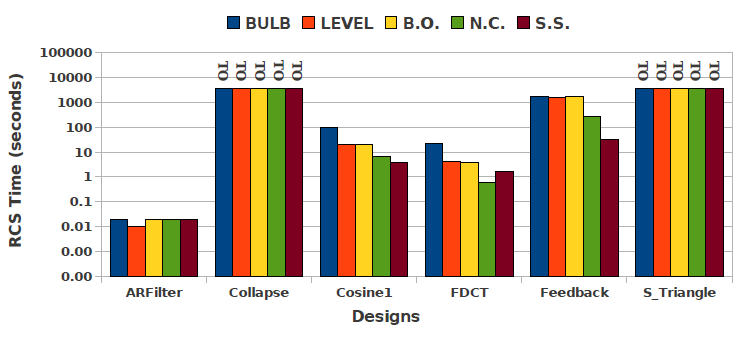 BULB LEVEL B.O. N.C. S.S.
100000
10000
1000
100
10
1
0.1
0.01
0.00
0.00
RCS Time (seconds)
TO TO TO TO TO
TO TO TO TO TO
ARFilter Collapse Cosine1 FDCT Feedback S_Triangle
Designs